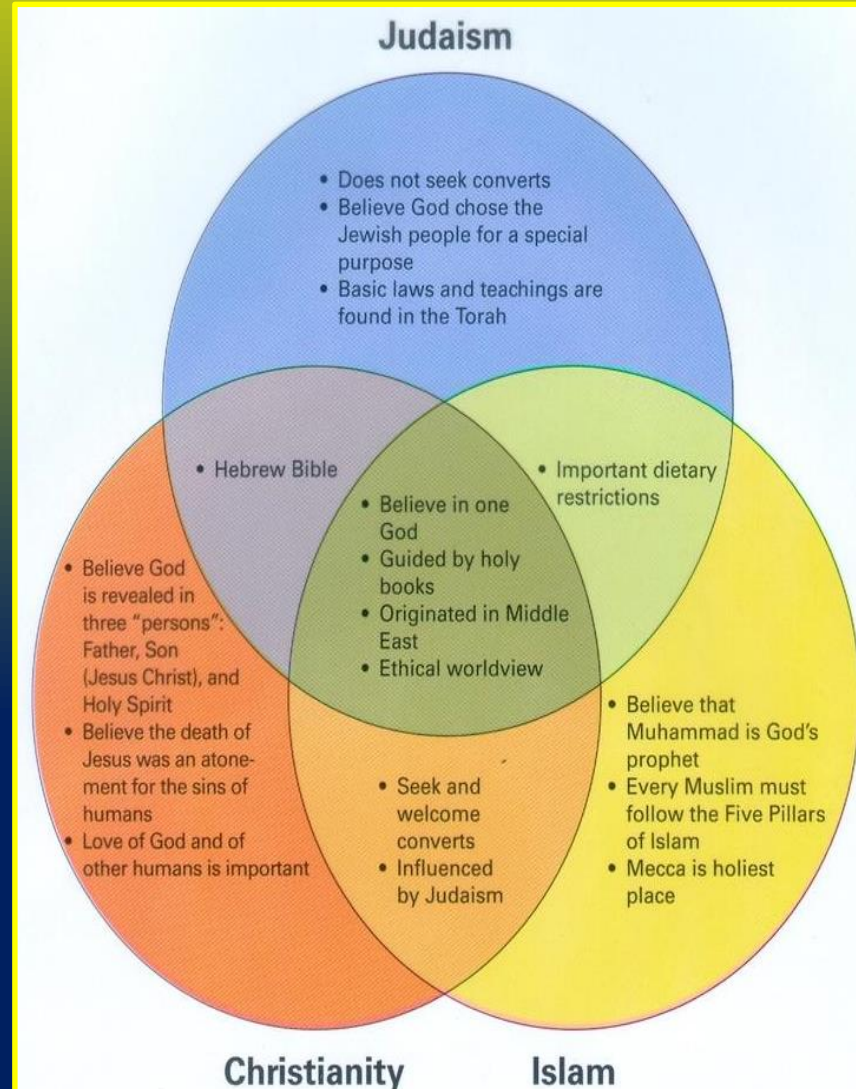 Judaism
• Does not seek converts
• Believe God chose the
Jewish people for a special
purpose
• Basic laws and teachings are
found in the Torah
• Hebrew Bible
• Important dietary
restrictions
• Believe in one
God
• Guided by holy
books
• Originated in Middle
East
• Ethical worldview
• Believe God
is revealed in
three “persons”:
Father, Son
(Jesus Christ), and
Holy Spirit
• Believe the death of
Jesus was an atone-
ment for the sins of
humans
• Love of God and of
other humans is important
• Seek and
welcome
converts
• Influenced
by Judaism
• Believe that
Muhammad is God’s
prophet
• Every Muslim must
follow the Five Pillars
of Islam
• Mecca is holiest
place
Christianity
Islam